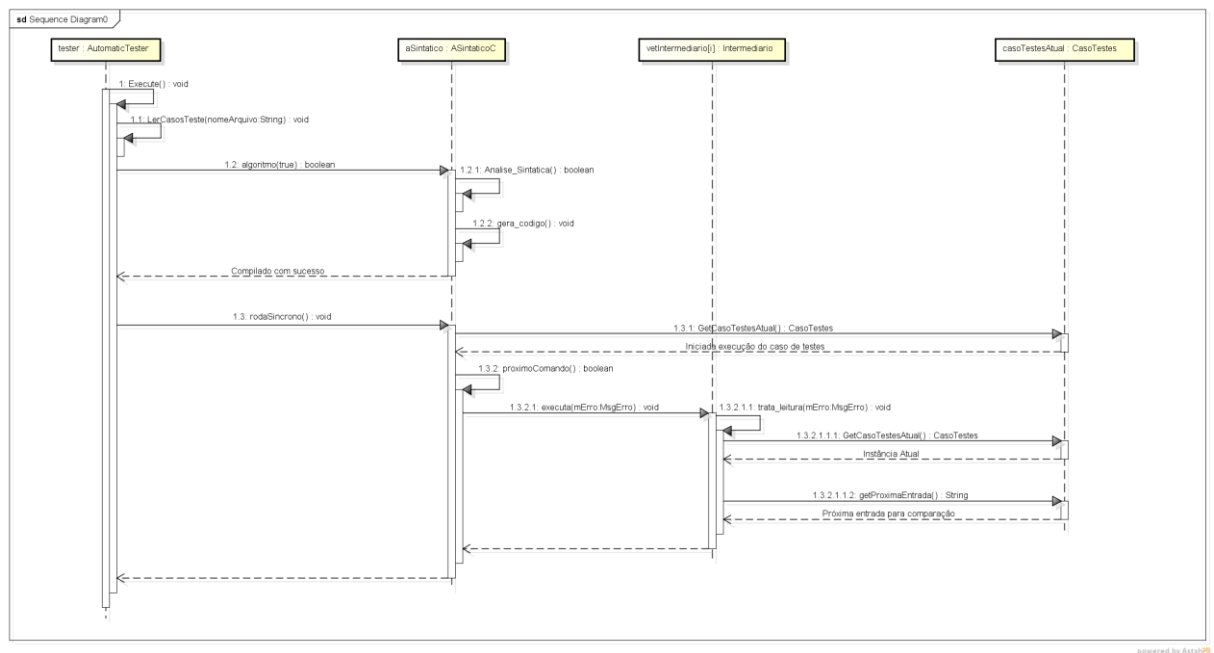 sd Sequence Diagram0
tester : AutomaticTester
aSintatico : ASintaticoC
vetIntermediario[i] : Intermediario
casoTestesAtual : CasoTestes
1: Execute() : void
1.1: LerCasosTeste(nomeArquivo:String) : void
1.2: algoritmo(true) : boolean
1.2.1: Analise_Sintatica() : boolean
1.2.2: gera_codigo() : void
Compilado com sucesso
1.3: rodaSincrono() : void
1.3.1: GetCasoTestesAtual() : CasoTestes
Iniciada execução do caso de testes
1.3.2: proximoComando() : boolean
1.3.2.1: executa(mErro:MsgErro) : void
1.3.2.1.1: trata_leitura(mErro:MsgErro) : void
1.3.2.1.1.1: GetCasoTestesAtual() : CasoTestes
Instância Atual
1.3.2.1.1.2: getProximaEntrada() : String
Próxima entrada para comparação
powered by Astah